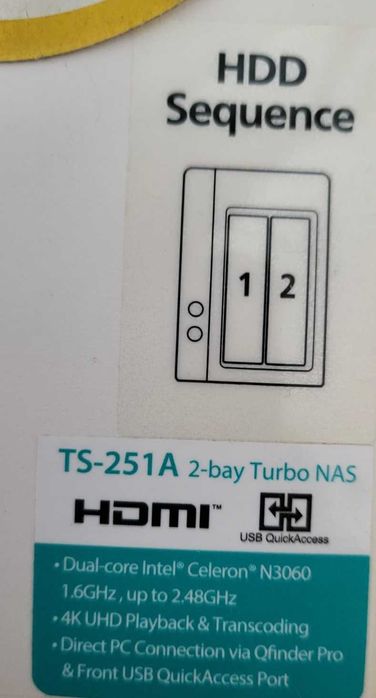 HDD
Sequence
1 2
TS-251A 2-bay Turbo NAS
HDMI™
USB QuickAccess
• Dual-core Intel® Celeron® N3060
1.6GHz, up to 2.48GHz
• 4K UHD Playback & Transcoding
• Direct PC Connection via Qfinder Pro
& Front USB QuickAccess Port